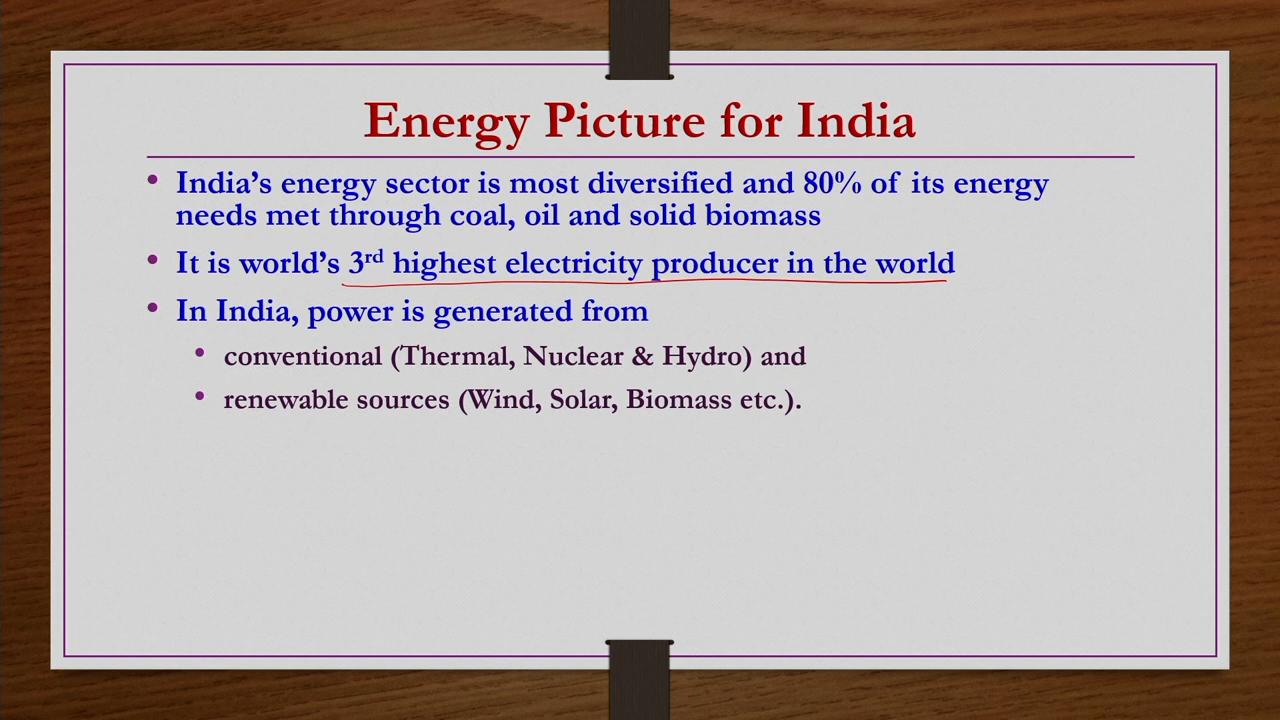 Energy Picture for India
• India's energy sector is most diversified and 80% of its energy
needs met through coal, oil and solid biomass
• It is world's 3rd highest electricity producer in the world
• In India, power is generated from
• conventional (Thermal, Nuclear & Hydro) and
• renewable sources (Wind, Solar, Biomass etc.).